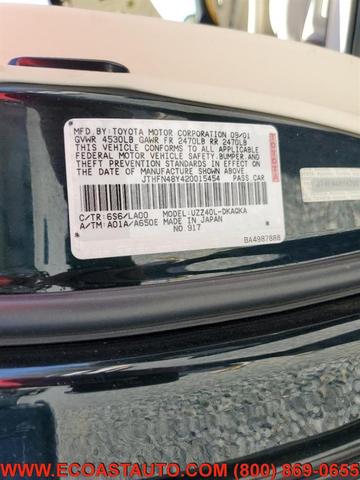 MFD.BY:TOYOTA MOTOR CORPORATION 09/01
GVWR 4530LB GAWR FR 2470LB RR 2470LB
THIS VEHICLE CONFORMS TO ALL APPLICABLE
FEDERAL MOTOR VEHICLE SAFETY,BUMPER,AND
THEFT PREVENTION STANDARDS IN EFFECT ON
THE DATE OF MANUFACTURE SHOWN ABOVE.
JTHFN48Y420015454 PASS.CAR
C/TR:6S6/LA00 MODEL:UZZ40L-DKAQKA
A/TM:A01A/A650E MADE IN JAPAN
NO.917
BA4987888
WWW.ECOASTAUTO.COM (800) 869-0655